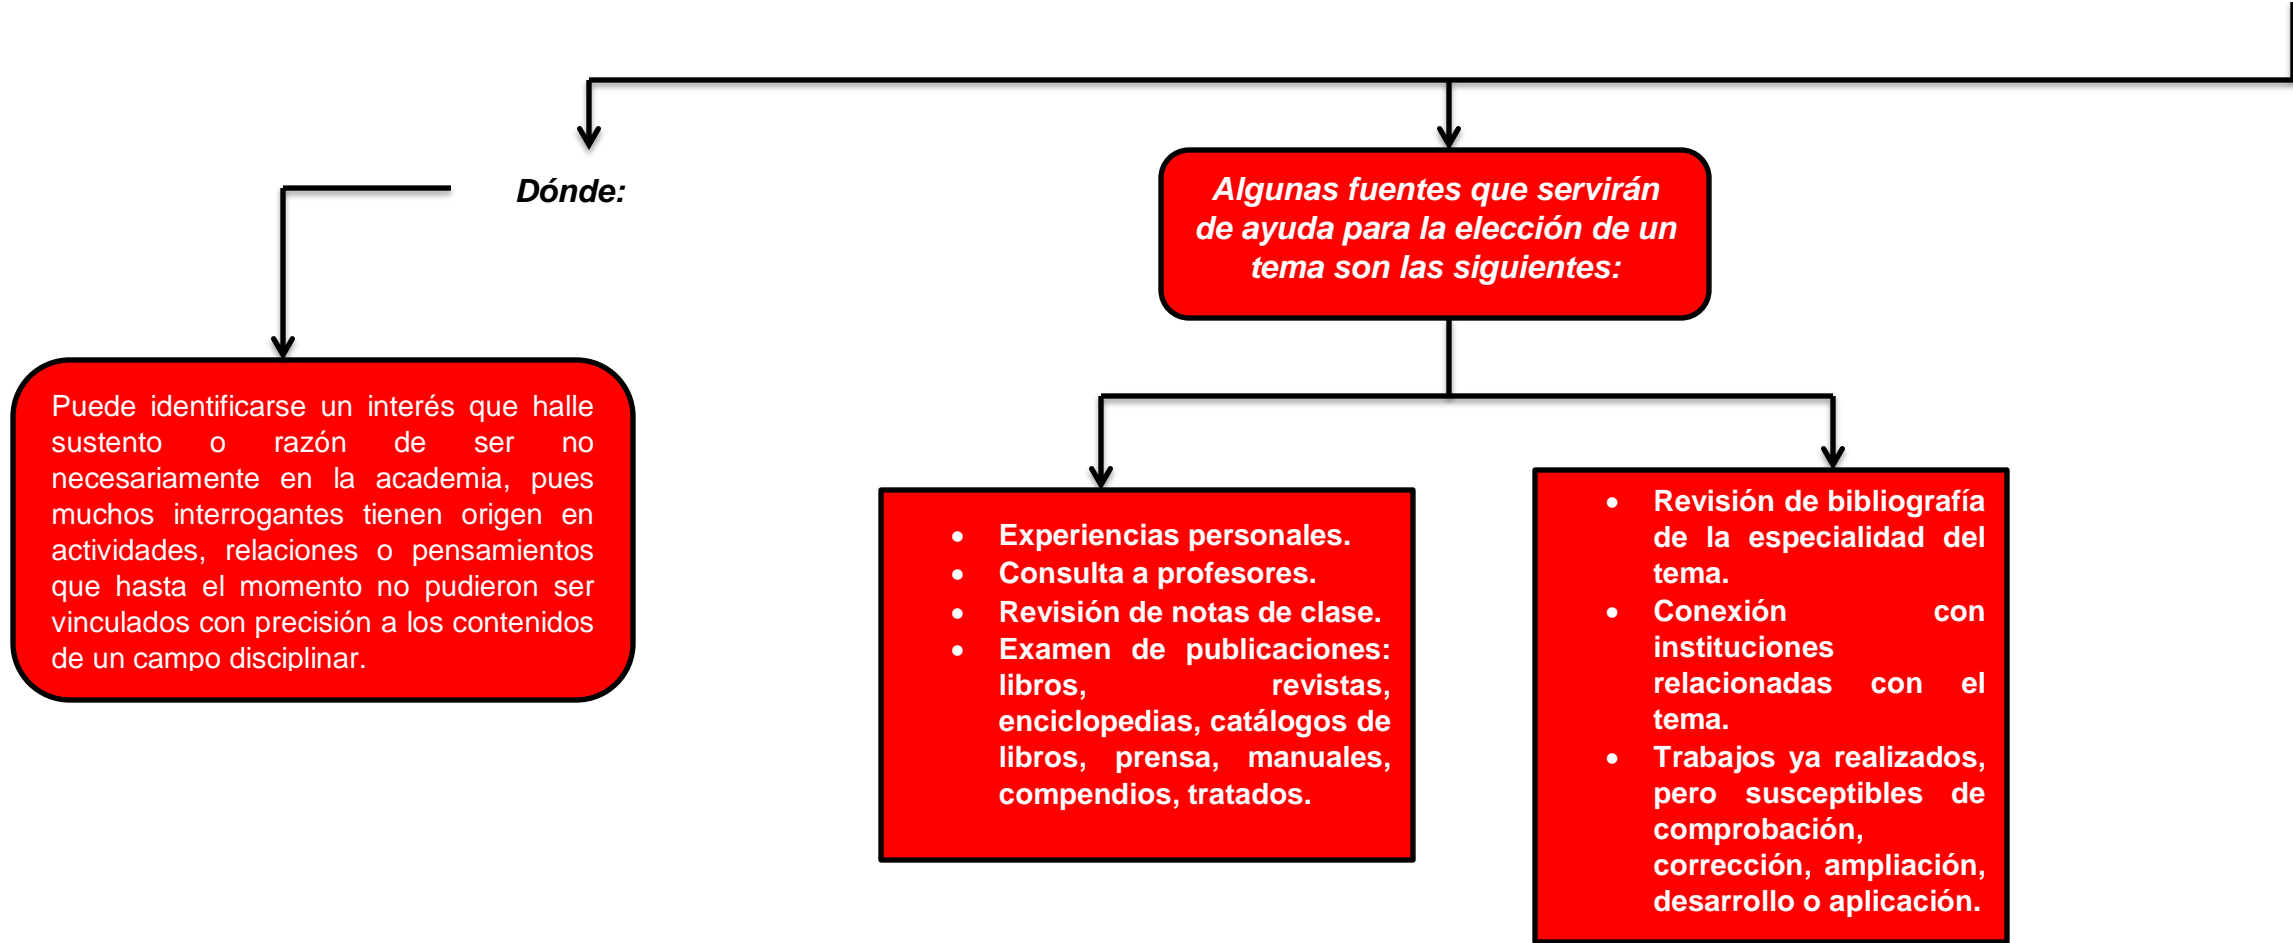 Dónde:
Algunas fuentes que servirán
de ayuda para la elección de un
tema son las siguientes:
Puede identificarse un interés que halle
sustento o razón de ser no
necesariamente en la academia, pues
muchos interrogantes tienen origen en
actividades, relaciones o pensamientos
que hasta el momento no pudieron ser
vinculados con precisión a los contenidos
de un campo disciplinar.
• Experiencias personales.
• Consulta a profesores.
• Revisión de notas de clase.
• Examen de publicaciones:
libros, revistas,
enciclopedias, catálogos de
libros, prensa, manuales,
compendios, tratados.
• Revisión de bibliografía
de la especialidad del
tema.
• Conexión con
instituciones
relacionadas con el
tema.
• Trabajos ya realizados,
pero susceptibles de
comprobación,
corrección, ampliación,
desarrollo o aplicación.